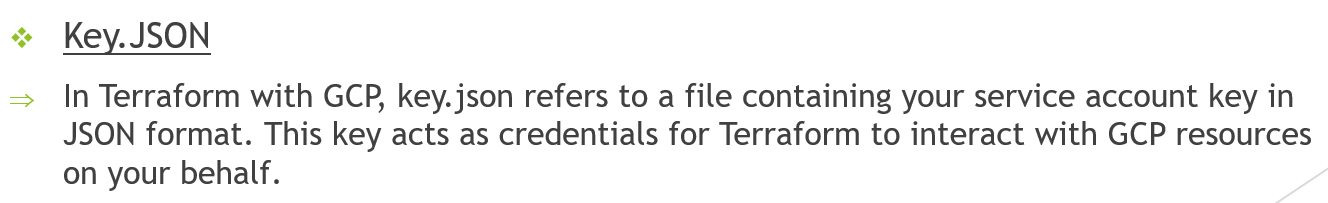 Key.JSON
In Terraform with GCP, key.json refers to a file containing your service account key in
JSON format. This key acts as credentials for Terraform to interact with GCP resources
on your behalf.